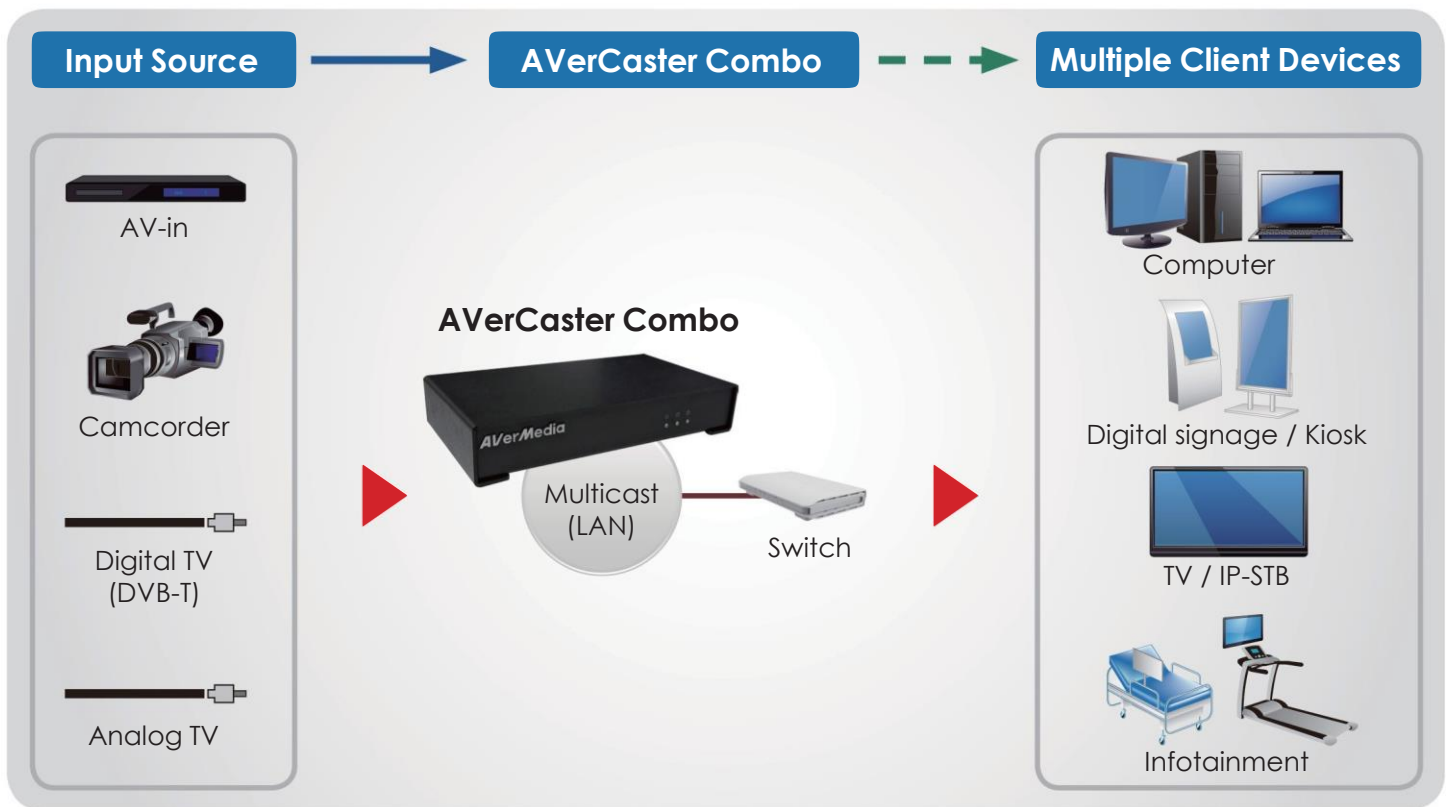 Input Source
AVerCaster Combo
Multiple Client Devices
AV-in
Camcorder
Digital TV
(DVB-T)
Analog TV
AVerCaster Combo
AVerMedia
Multicast
(LAN)
Switch
Computer
Digital signage / Kiosk
TV / IP-STB
Infotainment